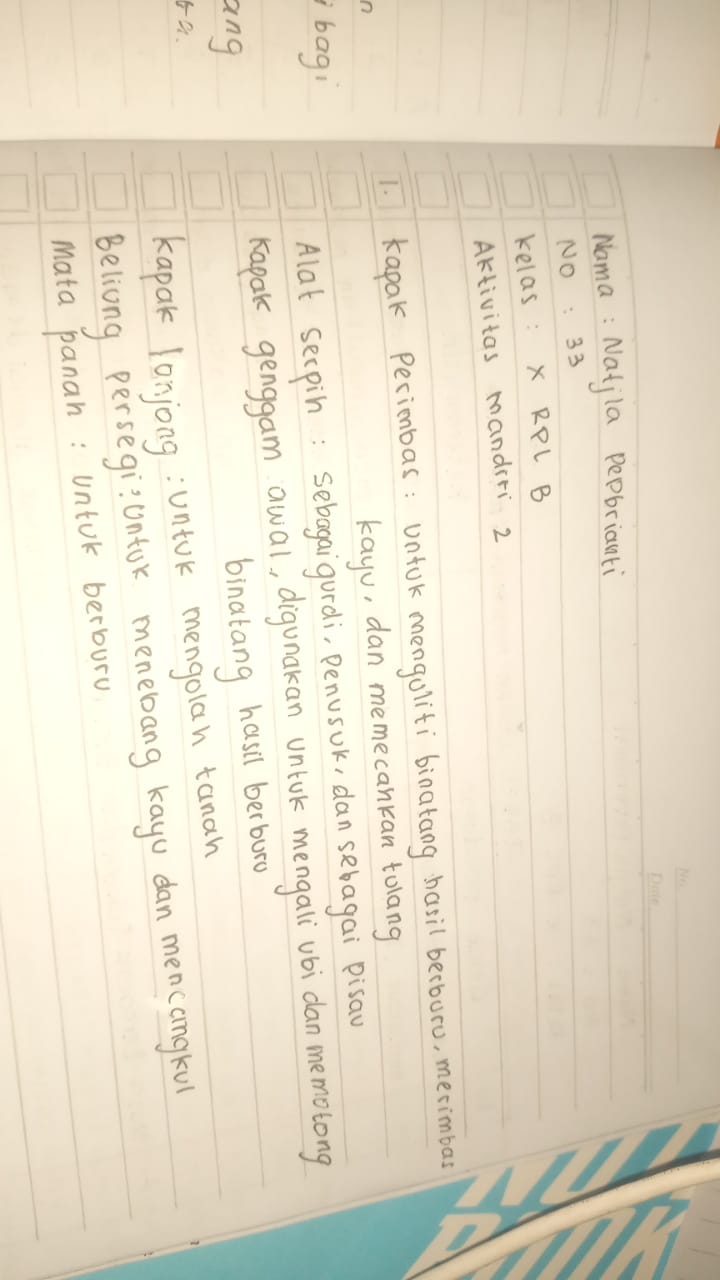 No
Date
Nama : Natjla Pepbrianti
No : 33
Kelas : X RPL B
Aktivitas mandiri 2
1. Kapak Perimbas : Untuk menguliti binatang hasil berburu, merimbas
kayu, dan memecahkan tulang
Alat serpih : Sebagai gurdi, Penusuk, dan sebagai Pisau
Kapak genggam awal, digunakan untuk mengali ubi dan memotong
binatang hasil berburu
Kapak lonjong : Untuk mengolah tanah
Beliung persegi : Untuk menebang kayu dan mencangkul
Mata panah : Untuk berburu
n
bagi
ang